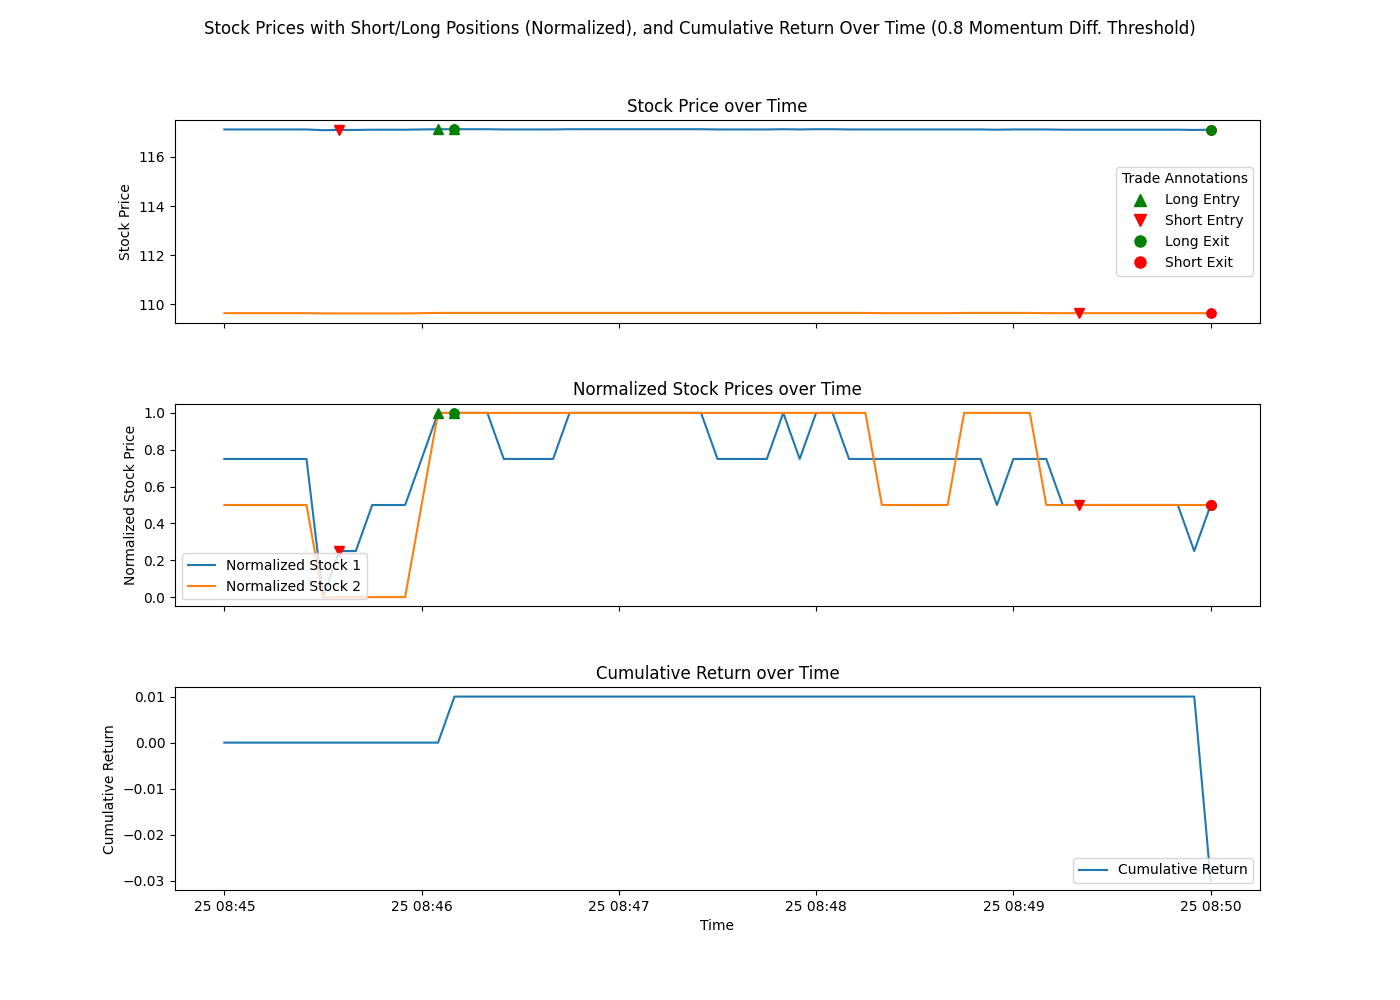 Stock Prices with Short/Long Positions (Normalized), and Cumulative Return Over Time (0.8 Momentum Diff. Threshold)
Stock Price over Time
Stock Price
116
114
112
110
Trade Annotations
Long Entry
Short Entry
Long Exit
Short Exit
Normalized Stock Prices over Time
Normalized Stock Price
1.0
0.8
0.6
0.4
0.2
0.0
Normalized Stock 1
Normalized Stock 2
Cumulative Return over Time
Cumulative Return
0.01
0.00
−0.01
−0.02
−0.03
Cumulative Return
25 08:45
25 08:46
25 08:47
25 08:48
25 08:49
25 08:50
Time